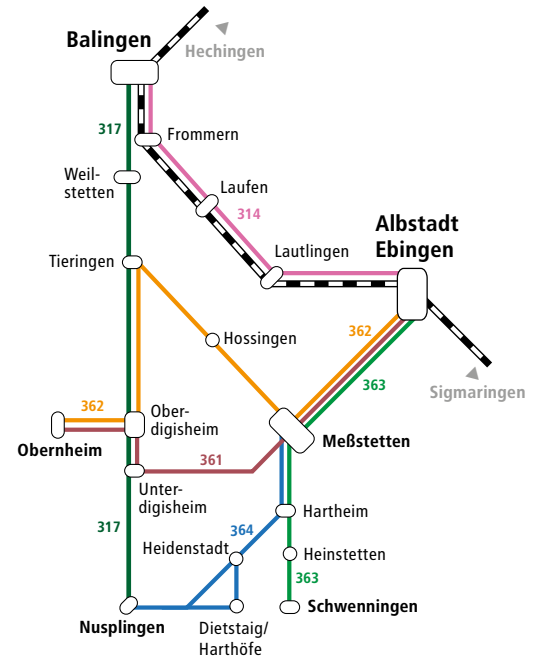 Balingen
Hechingen
317
Frommern
Weil-
stetten
Laufen
314
Albstadt
Ebingen
Lautlingen
Tieringen
362
Hossingen
363
Sigmaringen
362
Ober-
digisheim
Obernheim
Meßstetten
361
Unter-
digisheim
317
Hartheim
364
Heidenstadt
Heinstetten
363
Schwenningen
Nusplingen
Dietstaig/
Harthöfe